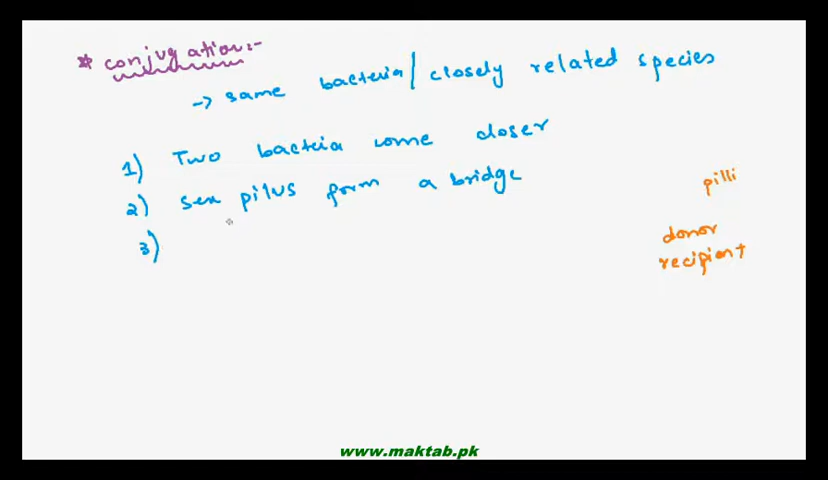 * conjugation:-
-> same bacteria/closely related species
1) Two bacteria come closer
2) sex pilus form a bridge
pilli
3)
donor
recipient
www.maktab.pk